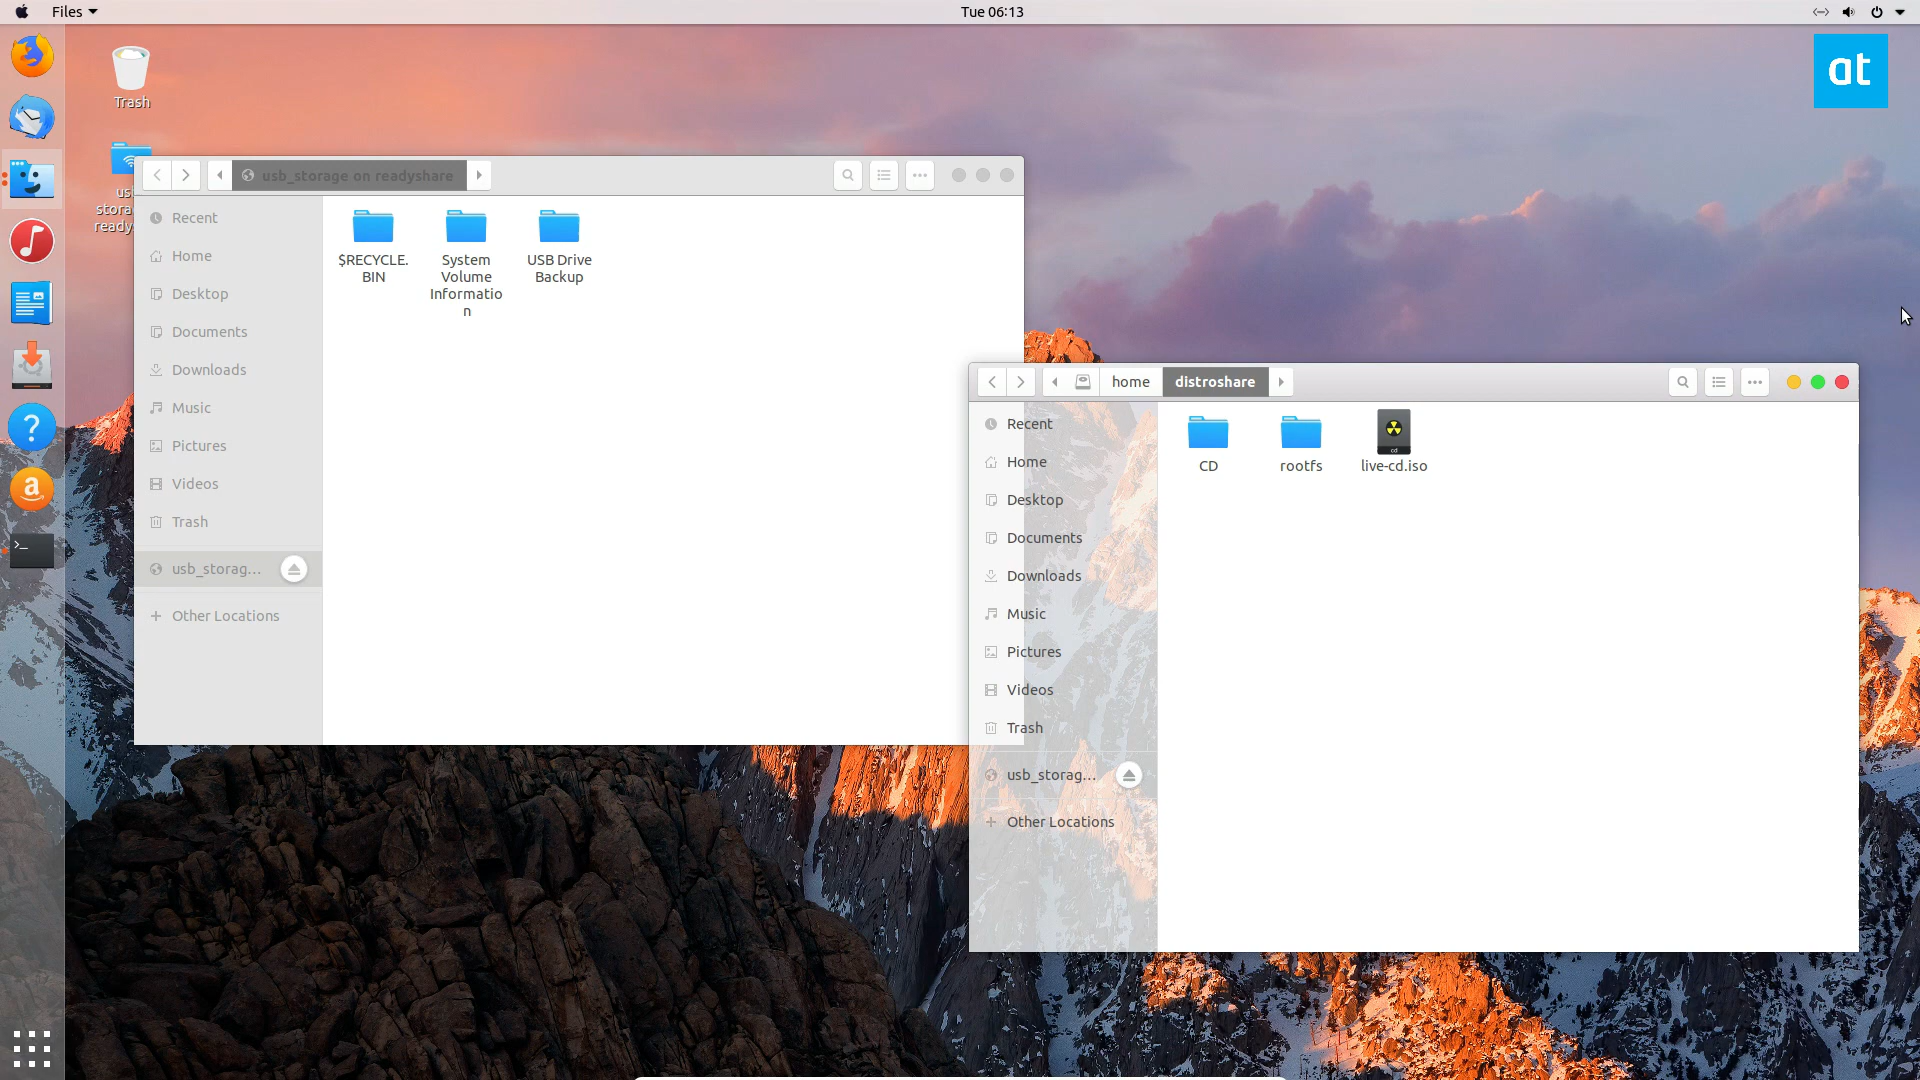 Files
Tue 06:13
at
Trash
usb_storage on readyshare
Recent
Home
Desktop
Documents
Downloads
Music
Pictures
Videos
Trash
usb_storag...
Other Locations
$RECYCLE.
BIN
System
Volume
Informatio
n
USB Drive
Backup
home
distroshare
Recent
Home
Desktop
Documents
Downloads
Music
Pictures
Videos
Trash
usb_storag...
Other Locations
CD
rootfs
live-cd.iso
cd